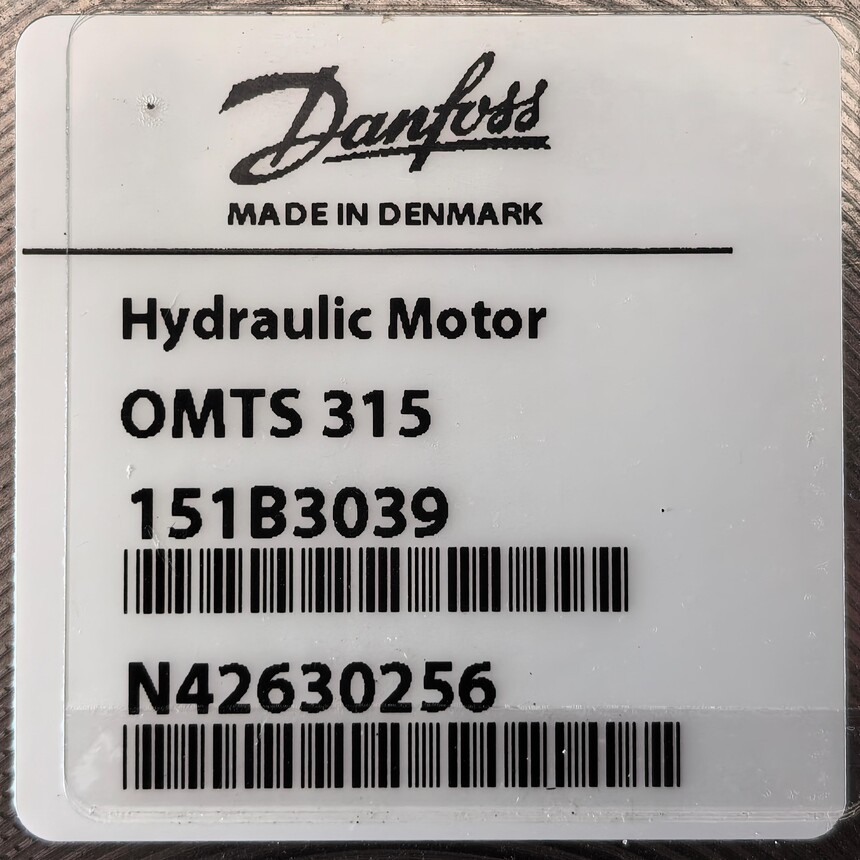 Danfoss
MADE IN DENMARK
Hydraulic Motor
OMTS 315
151B3039
N42630256